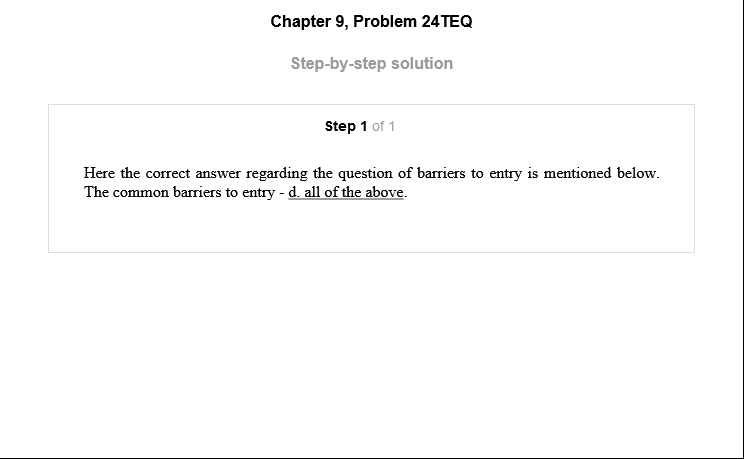 Chapter 9, Problem 24TEQ
Step-by-step solution
Step 1 of 1
Here the correct answer regarding the question of barriers to entry is mentioned below.
The common barriers to entry - d. all of the above.